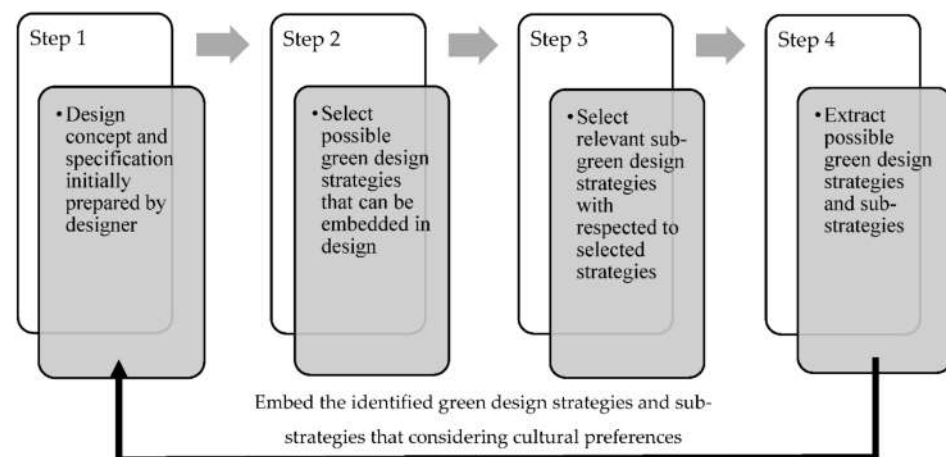 Step 1
•Design
concept and
specification
initially
prepared by
designer
Step 2
•Select
possible
green design
strategies
that can be
embedded in
design
Step 3
•Select
relevant sub-
green design
strategies
with
respected to
selected
strategies
Step 4
•Extract
possible
green design
strategies
and sub-
strategies
Embed the identified green design strategies and sub-
strategies that considering cultural preferences